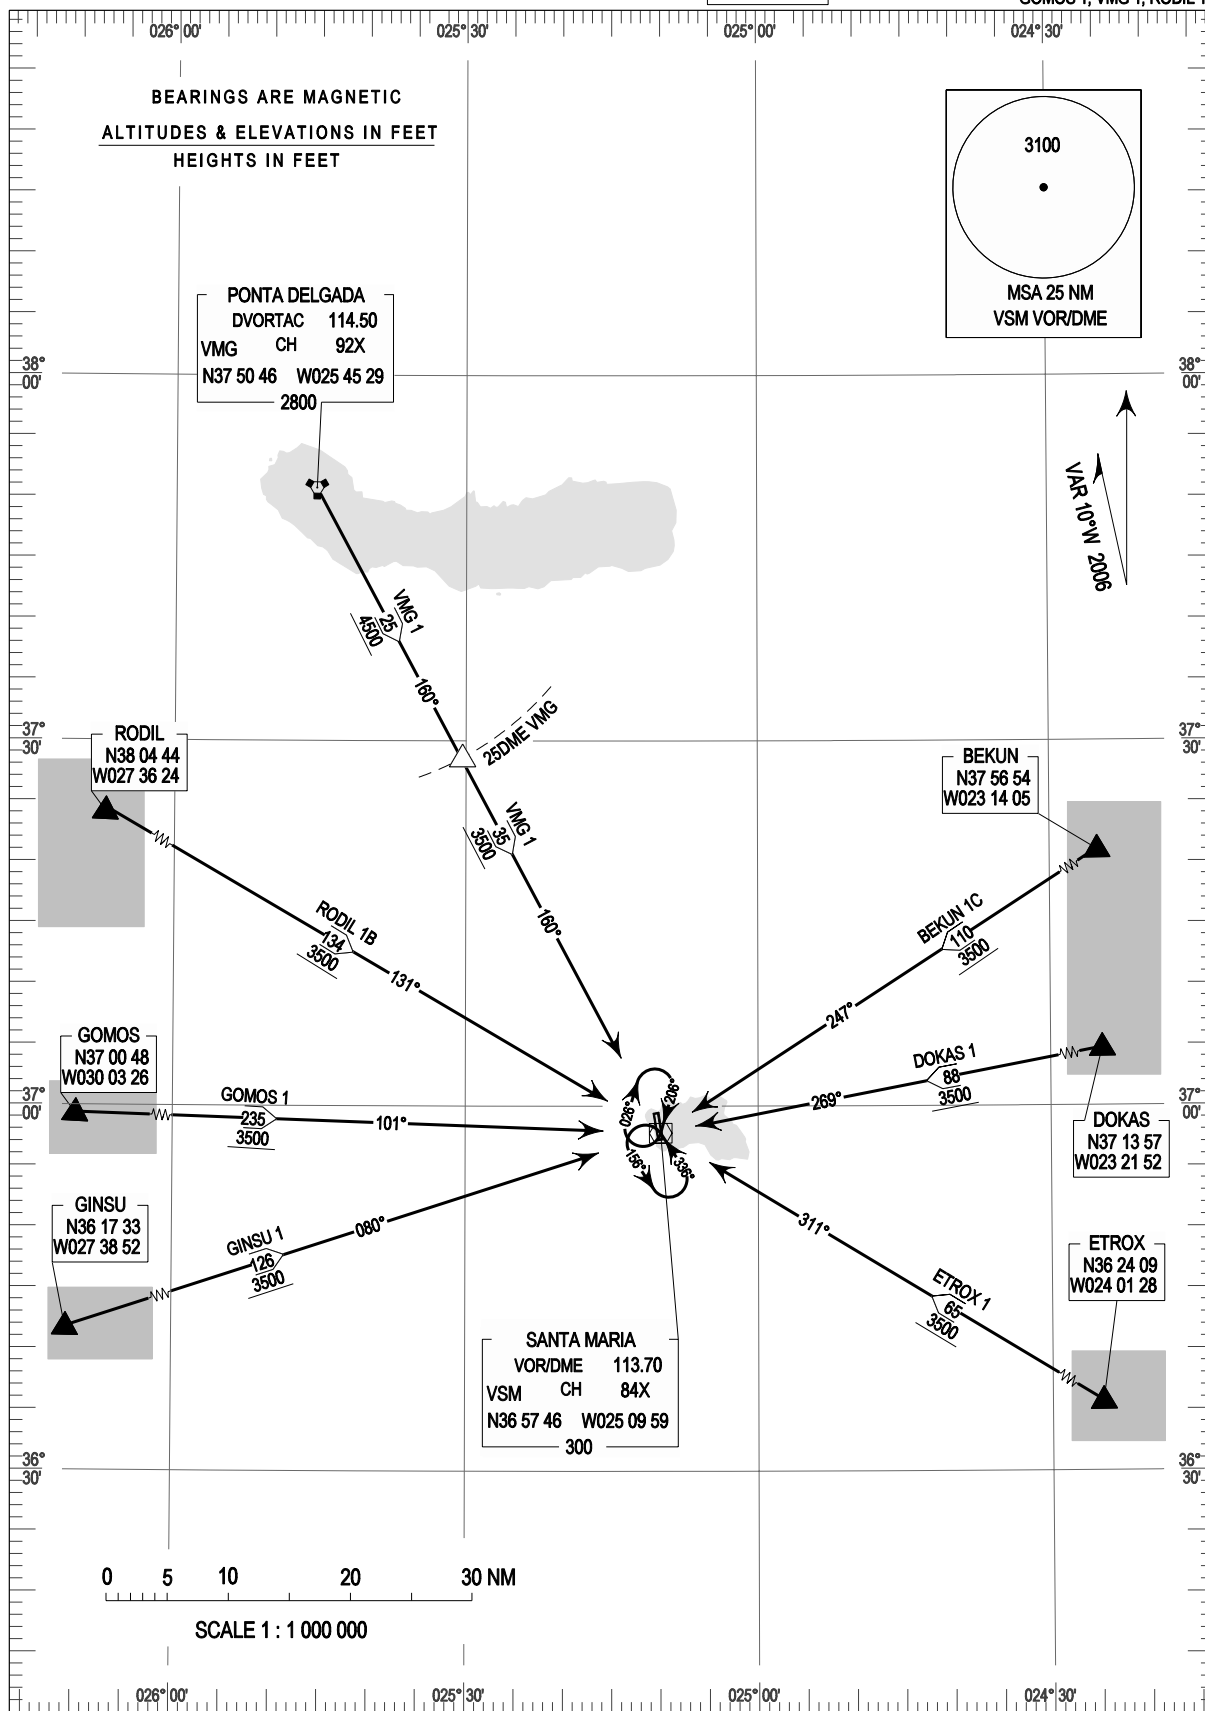 GOMOS 1, VMG 1, RODIL 1
026° 00'
025° 30'
025° 00'
024° 30'
BEARINGS ARE MAGNETIC
ALTITUDES & ELEVATIONS IN FEET
HEIGHTS IN FEET
3100
MSA 25 NM
VSM VOR/DME
PONTA DELGADA
DVORTAC 114.50
VMG CH 92X
N37 50 46 W025 45 29
2800
38°
00'
38°
00'
VAR 10°W 2006
VMG 1
25
4500
160°
25DME VMG
37°
30'
37°
30'
VMG 1
35
3500
160°
RODIL
N38 04 44
W027 36 24
BEKUN
N37 56 54
W023 14 05
RODIL 1B
134
3500
131°
BEKUN 1C
110
3500
247°
GOMOS
N37 00 48
W030 03 26
37°
00'
37°
00'
GOMOS 1
235
3500
101°
DOKAS 1
88
3500
269°
DOKAS
N37 13 57
W023 21 52
026°
206°
156°
336°
GINSU
N36 17 33
W027 38 52
GINSU 1
126
3500
080°
311°
ETROX 1
65
3500
ETROX
N36 24 09
W024 01 28
SANTA MARIA
VOR/DME 113.70
VSM CH 84X
N36 57 46 W025 09 59
300
36°
30'
36°
30'
0 5 10 20 30 NM
SCALE 1 : 1 000 000
026° 00'
025° 30'
025° 00'
024° 30'